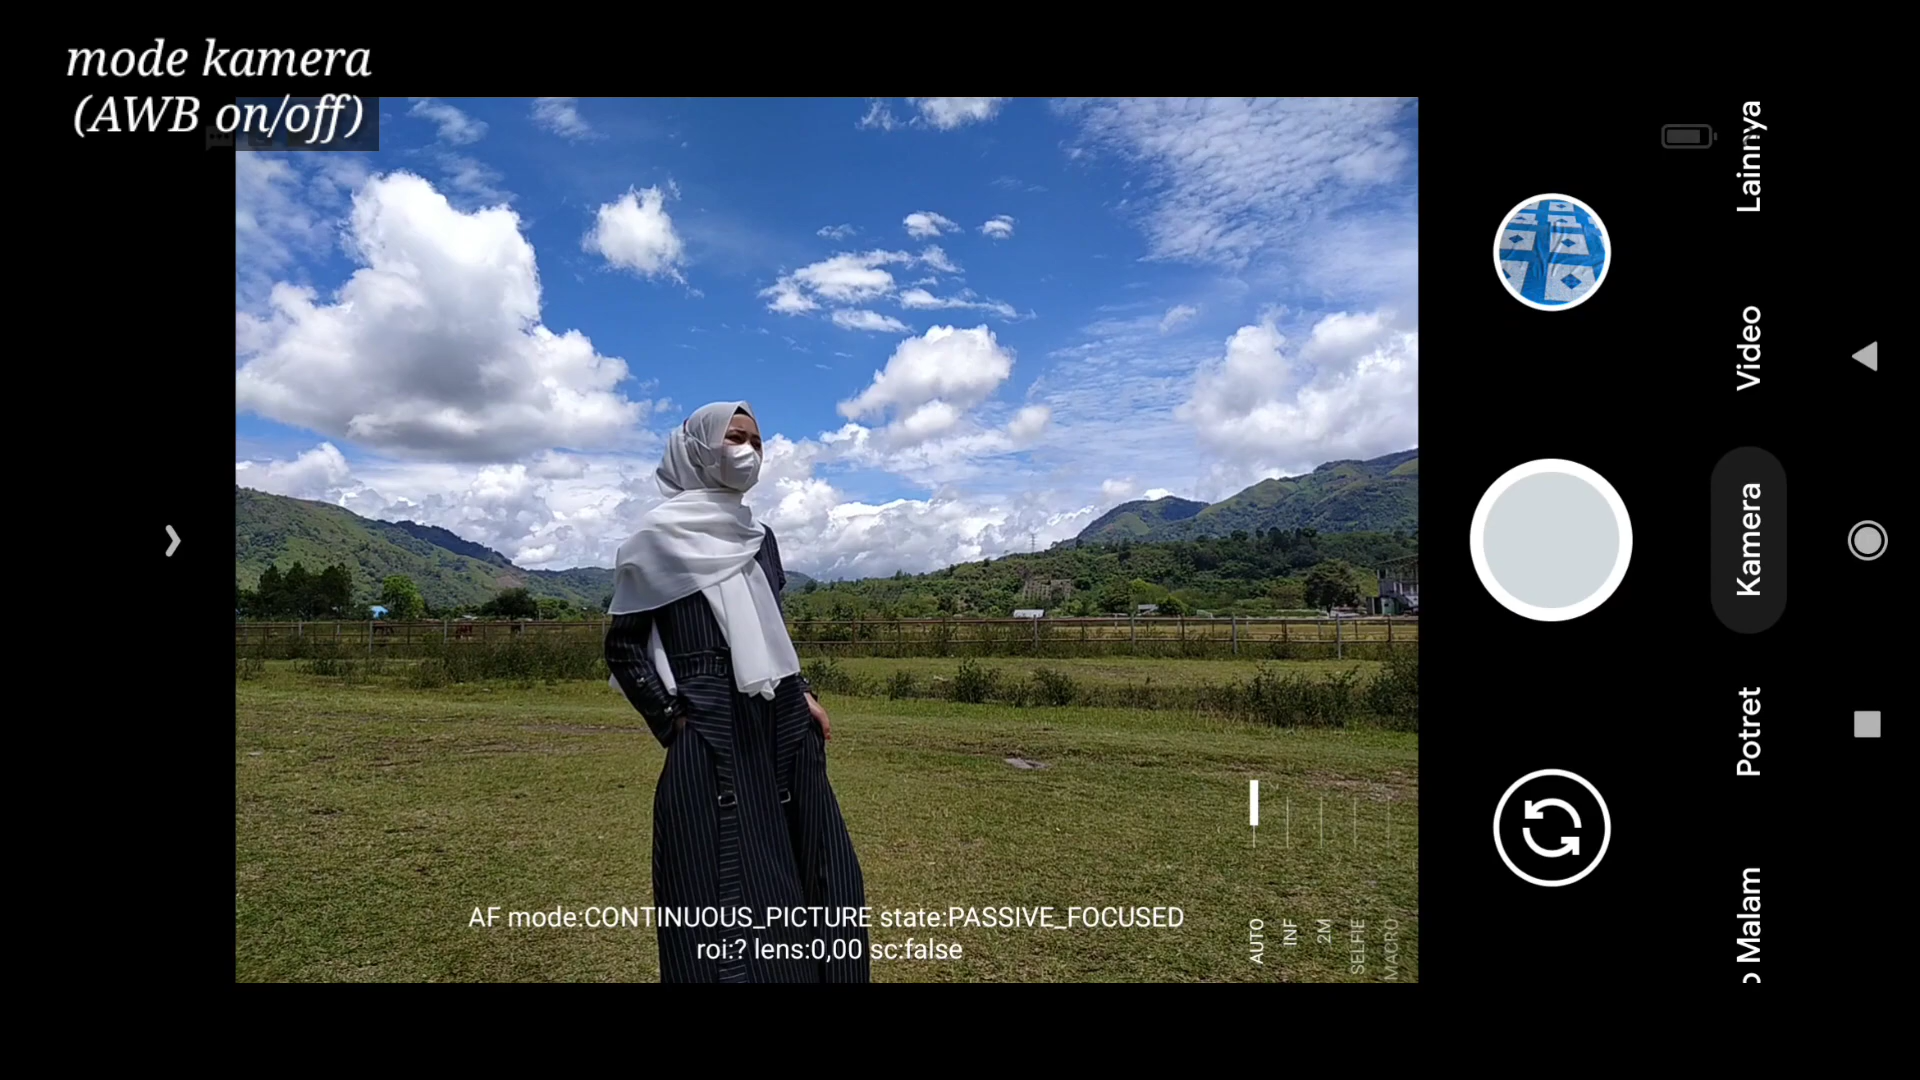 mode kamera
(AWB on/off)
AF mode:CONTINUOUS_PICTURE state:PASSIVE_FOCUSED
roi:? lens:0,00 sc:false
AUTO
INF
2M
SELFIE
MACRO
Lainnya
Video
Kamera
Potret
o Malam